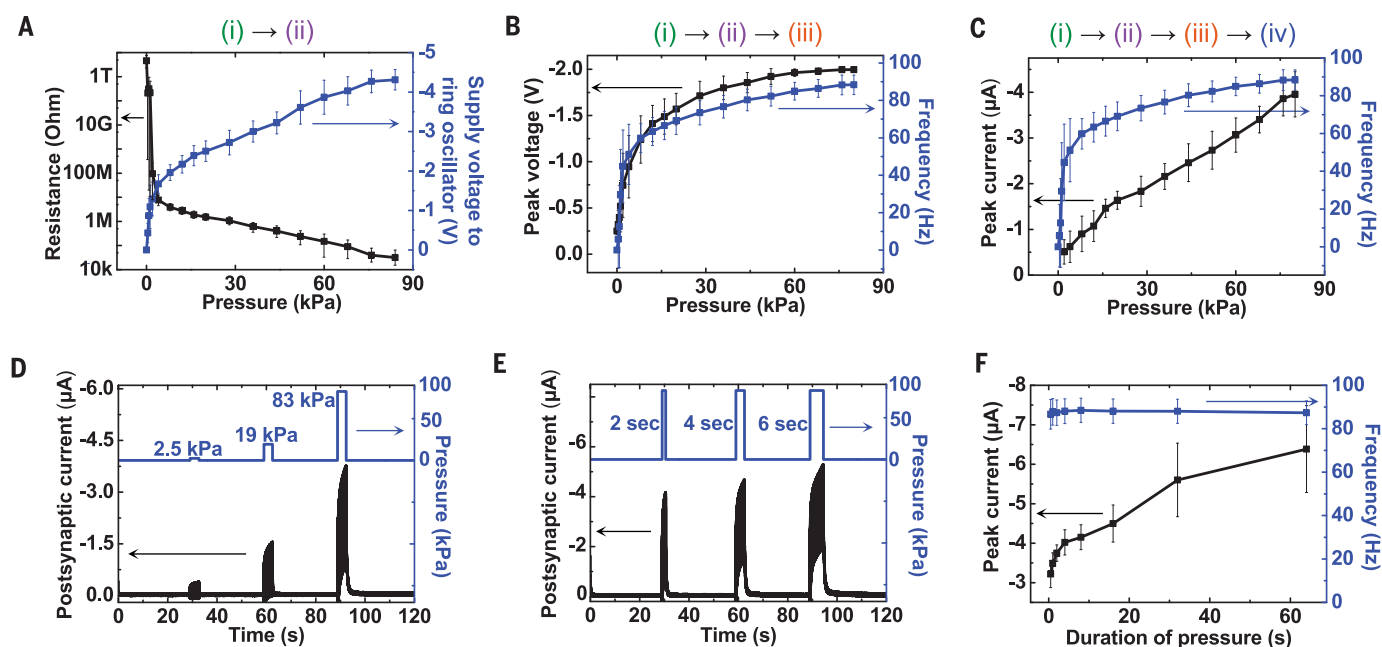 A
(i) → (ii)
Resistance (Ohm)
1T
10G
100M
1M
10k
0
30
60
90
Pressure (kPa)
-5
-4
-3
-2
-1
0
Supply voltage to
ring oscillator (V)
B
(i) → (ii) → (iii)
Peak voltage (V)
-2.0
-1.5
-1.0
-0.5
0.0
0
30
60
90
Pressure (kPa)
100
80
60
40
20
0
Frequency (Hz)
C
(i) → (ii) → (iii) → (iv)
Peak current (µA)
-4
-3
-2
-1
0
0
30
60
90
Pressure (kPa)
100
80
60
40
20
0
Frequency (Hz)
D
Postsynaptic current (µA)
-6.0
-4.5
-3.0
-1.5
0.0
2.5 kPa
19 kPa
83 kPa
0
20
40
60
80
100
120
Time (s)
100
50
0
Pressure (kPa)
E
Postsynaptic current (µA)
-6
-4
-2
0
2 sec
4 sec
6 sec
0
20
40
60
80
100
120
Time (s)
100
50
0
Pressure (kPa)
F
Peak current (µA)
-8
-7
-6
-5
-4
-3
0
20
40
60
Duration of pressure (s)
100
80
60
40
20
0
Frequency (Hz)